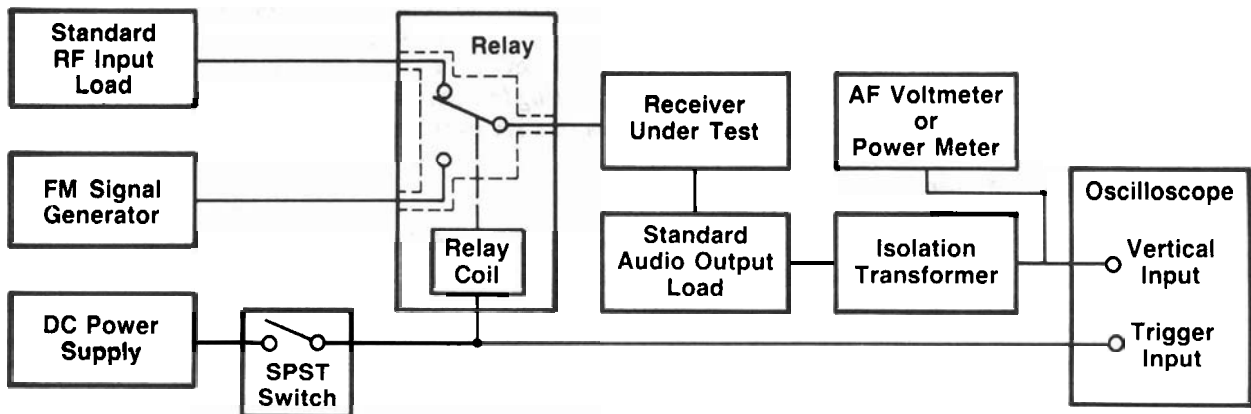 Standard
RF Input
Load
Relay
Receiver
Under Test
AF Voltmeter
or
Power Meter
FM Signal
Generator
Relay
Coil
Standard
Audio Output
Load
Isolation
Transformer
Oscilloscope
Vertical
Input
Trigger
Input
DC Power
Supply
SPST
Switch